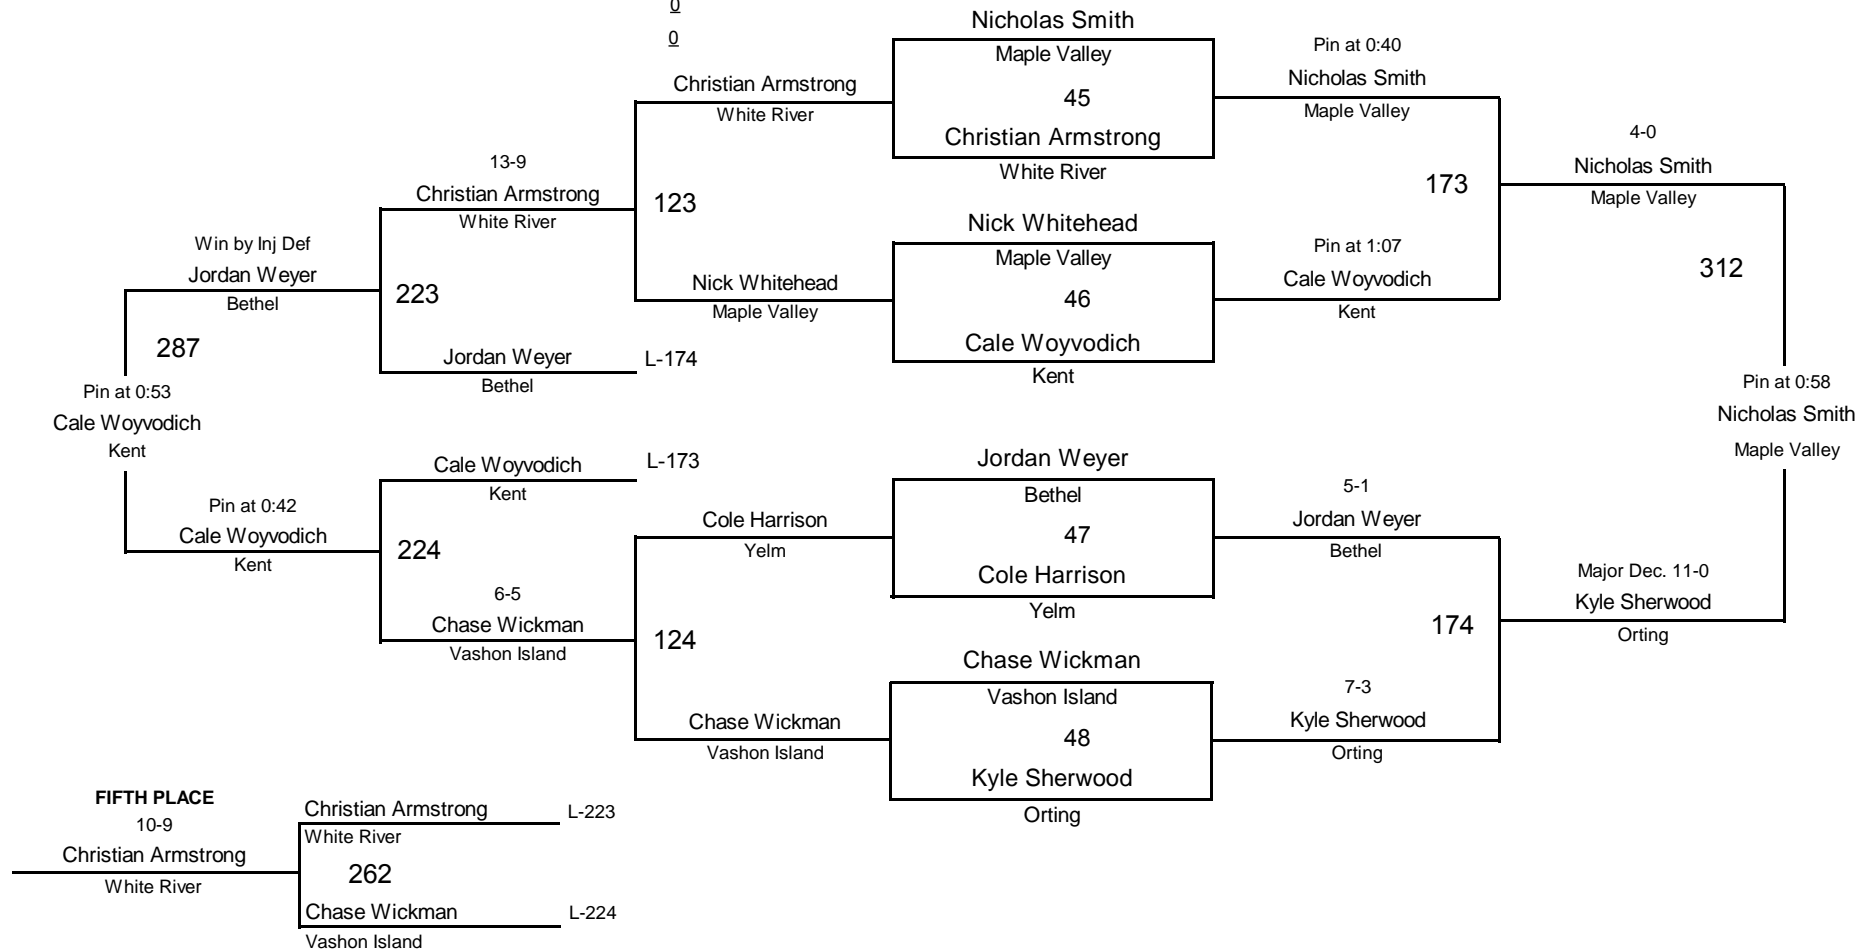 0
0
Nicholas Smith
Maple Valley
45
Christian Armstrong
White River
Pin at 0:40
Nicholas Smith
Maple Valley
Christian Armstrong
White River
4-0
Nicholas Smith
Maple Valley
13-9
Christian Armstrong
White River
123
173
Nick Whitehead
Maple Valley
46
Cale Woyvodich
Kent
Pin at 1:07
Cale Woyvodich
Kent
Nick Whitehead
Maple Valley
312
Win by Inj Def
Jordan Weyer
Bethel
223
287
Jordan Weyer
Bethel
L-174
Pin at 0:53
Cale Woyvodich
Kent
Pin at 0:58
Nicholas Smith
Maple Valley
Cale Woyvodich
Kent
L-173
Jordan Weyer
Bethel
47
Cole Harrison
Yelm
5-1
Jordan Weyer
Bethel
Pin at 0:42
Cale Woyvodich
Kent
224
Cole Harrison
Yelm
6-5
Chase Wickman
Vashon Island
124
174
Major Dec. 11-0
Kyle Sherwood
Orting
Chase Wickman
Vashon Island
48
Kyle Sherwood
Orting
7-3
Kyle Sherwood
Orting
Chase Wickman
Vashon Island
FIFTH PLACE
10-9
Christian Armstrong
White River
Christian Armstrong
White River
L-223
262
Chase Wickman
Vashon Island
L-224